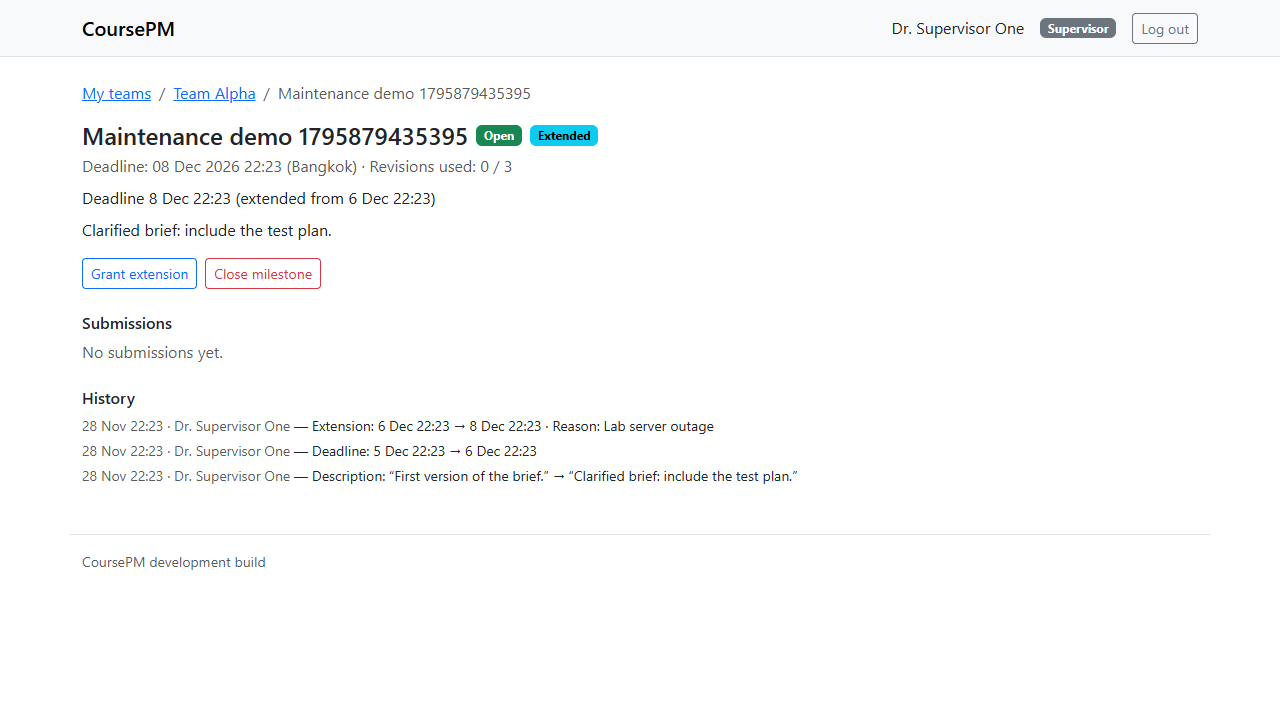 CoursePM Dr. Supervisor One Supervisor Log out
My teams / Team Alpha / Maintenance demo 1795879435395
Maintenance demo 1795879435395 Open Extended
Deadline: 08 Dec 2026 22:23 (Bangkok) · Revisions used: 0 / 3
Deadline 8 Dec 22:23 (extended from 6 Dec 22:23)
Clarified brief: include the test plan.
Grant extension Close milestone
Submissions
No submissions yet.
History
28 Nov 22:23 · Dr. Supervisor One — Extension: 6 Dec 22:23 → 8 Dec 22:23 · Reason: Lab server outage
28 Nov 22:23 · Dr. Supervisor One — Deadline: 5 Dec 22:23 → 6 Dec 22:23
28 Nov 22:23 · Dr. Supervisor One — Description: “First version of the brief.” → “Clarified brief: include the test plan.”
CoursePM development build